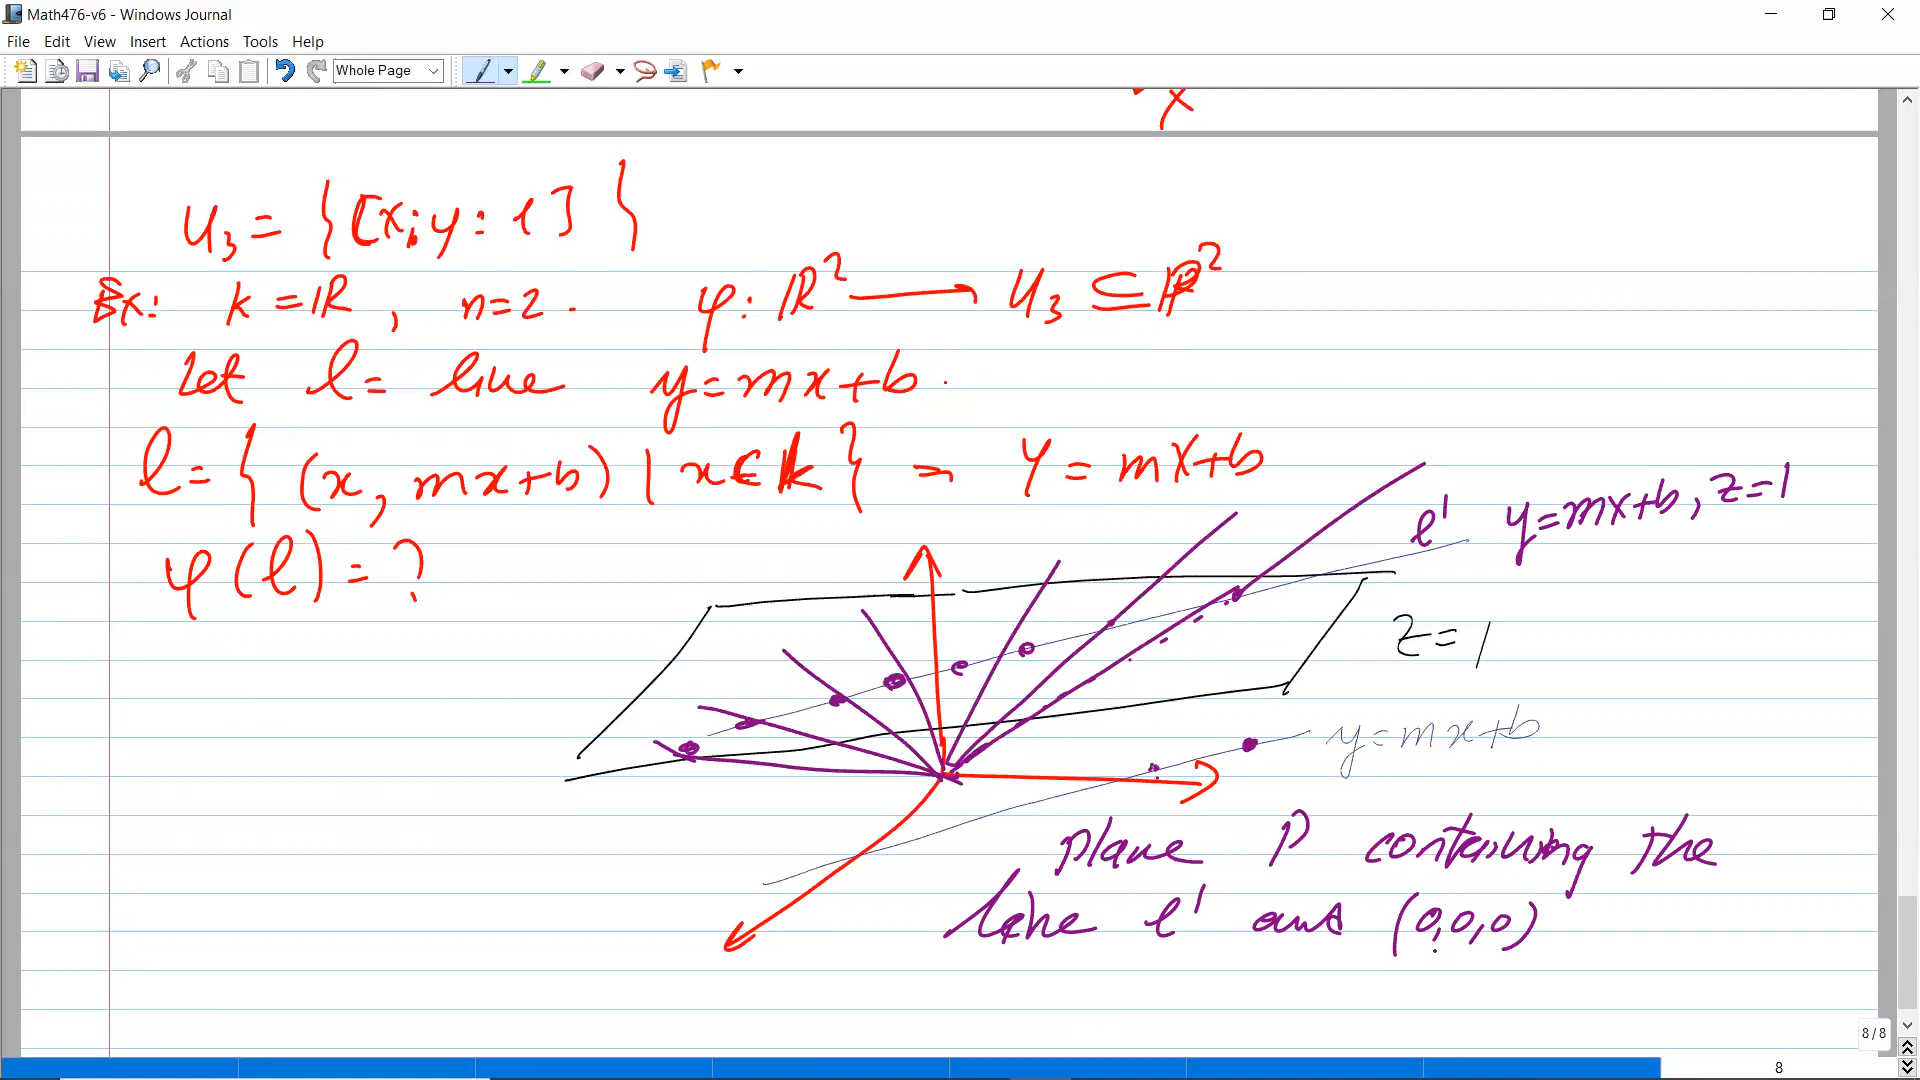 Math476-v6 - Windows Journal
File Edit View Insert Actions Tools Help
Whole Page
x
U₃ = { [x:y:1] }
Ex: k = ℝ, n=2. φ: ℝ² ⟶ U₃ ⊆ ℙ²
Let l = line y=mx+b.
l = { (x, mx+b) | x ∈ k } = Y = mX+b
l' y=mx+b, z=1
φ(l) = ?
z=1
y=mx+b
plane P containing the
line l' and (0,0,0)
8 / 8
8